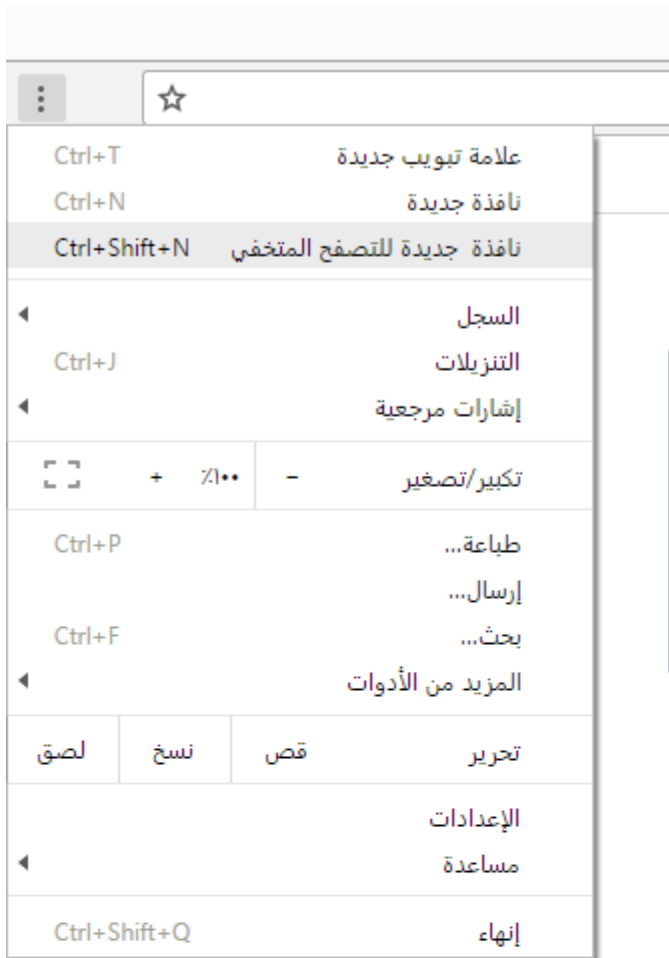 علامة تبويب جديدة Ctrl+T
نافذة جديدة Ctrl+N
نافذة جديدة للتصفح المتخفي Ctrl+Shift+N
السجل
التنزيلات Ctrl+J
إشارات مرجعية
تكبير/تصغير - ١٠٠٪ +
طباعة... Ctrl+P
إرسال...
بحث... Ctrl+F
المزيد من الأدوات
تحرير قص نسخ لصق
الإعدادات
مساعدة
إنهاء Ctrl+Shift+Q